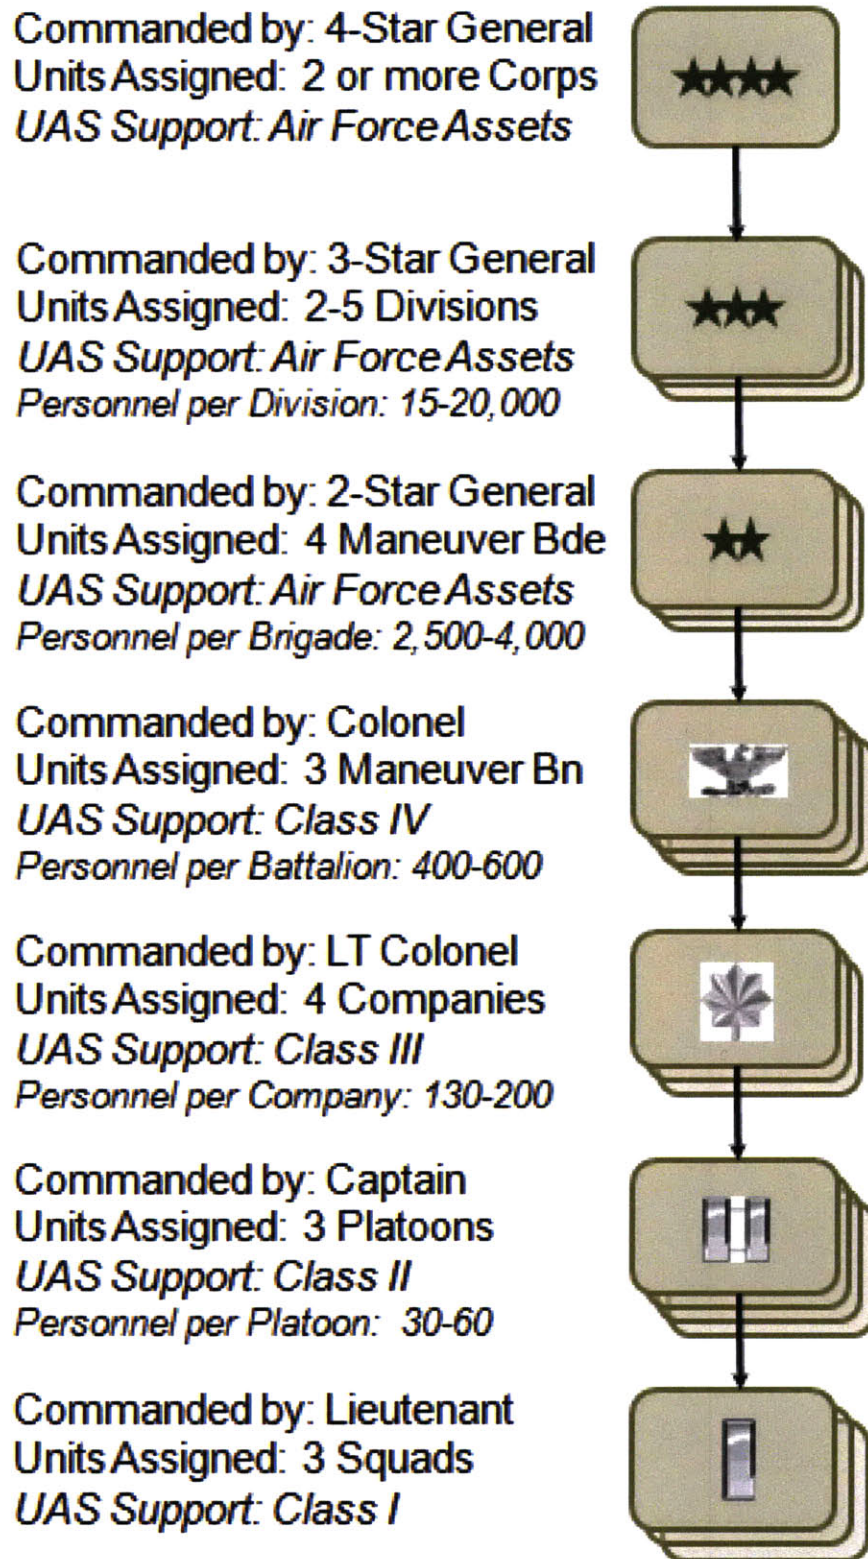 Commanded by: 4-Star General
Units Assigned: 2 or more Corps
UAS Support: Air Force Assets
Commanded by: 3-Star General
Units Assigned: 2-5 Divisions
UAS Support: Air Force Assets
Personnel per Division: 15-20,000
Commanded by: 2-Star General
Units Assigned: 4 Maneuver Bde
UAS Support: Air Force Assets
Personnel per Brigade: 2,500-4,000
Commanded by: Colonel
Units Assigned: 3 Maneuver Bn
UAS Support: Class IV
Personnel per Battalion: 400-600
Commanded by: LT Colonel
Units Assigned: 4 Companies
UAS Support: Class III
Personnel per Company: 130-200
Commanded by: Captain
Units Assigned: 3 Platoons
UAS Support: Class II
Personnel per Platoon: 30-60
Commanded by: Lieutenant
Units Assigned: 3 Squads
UAS Support: Class I